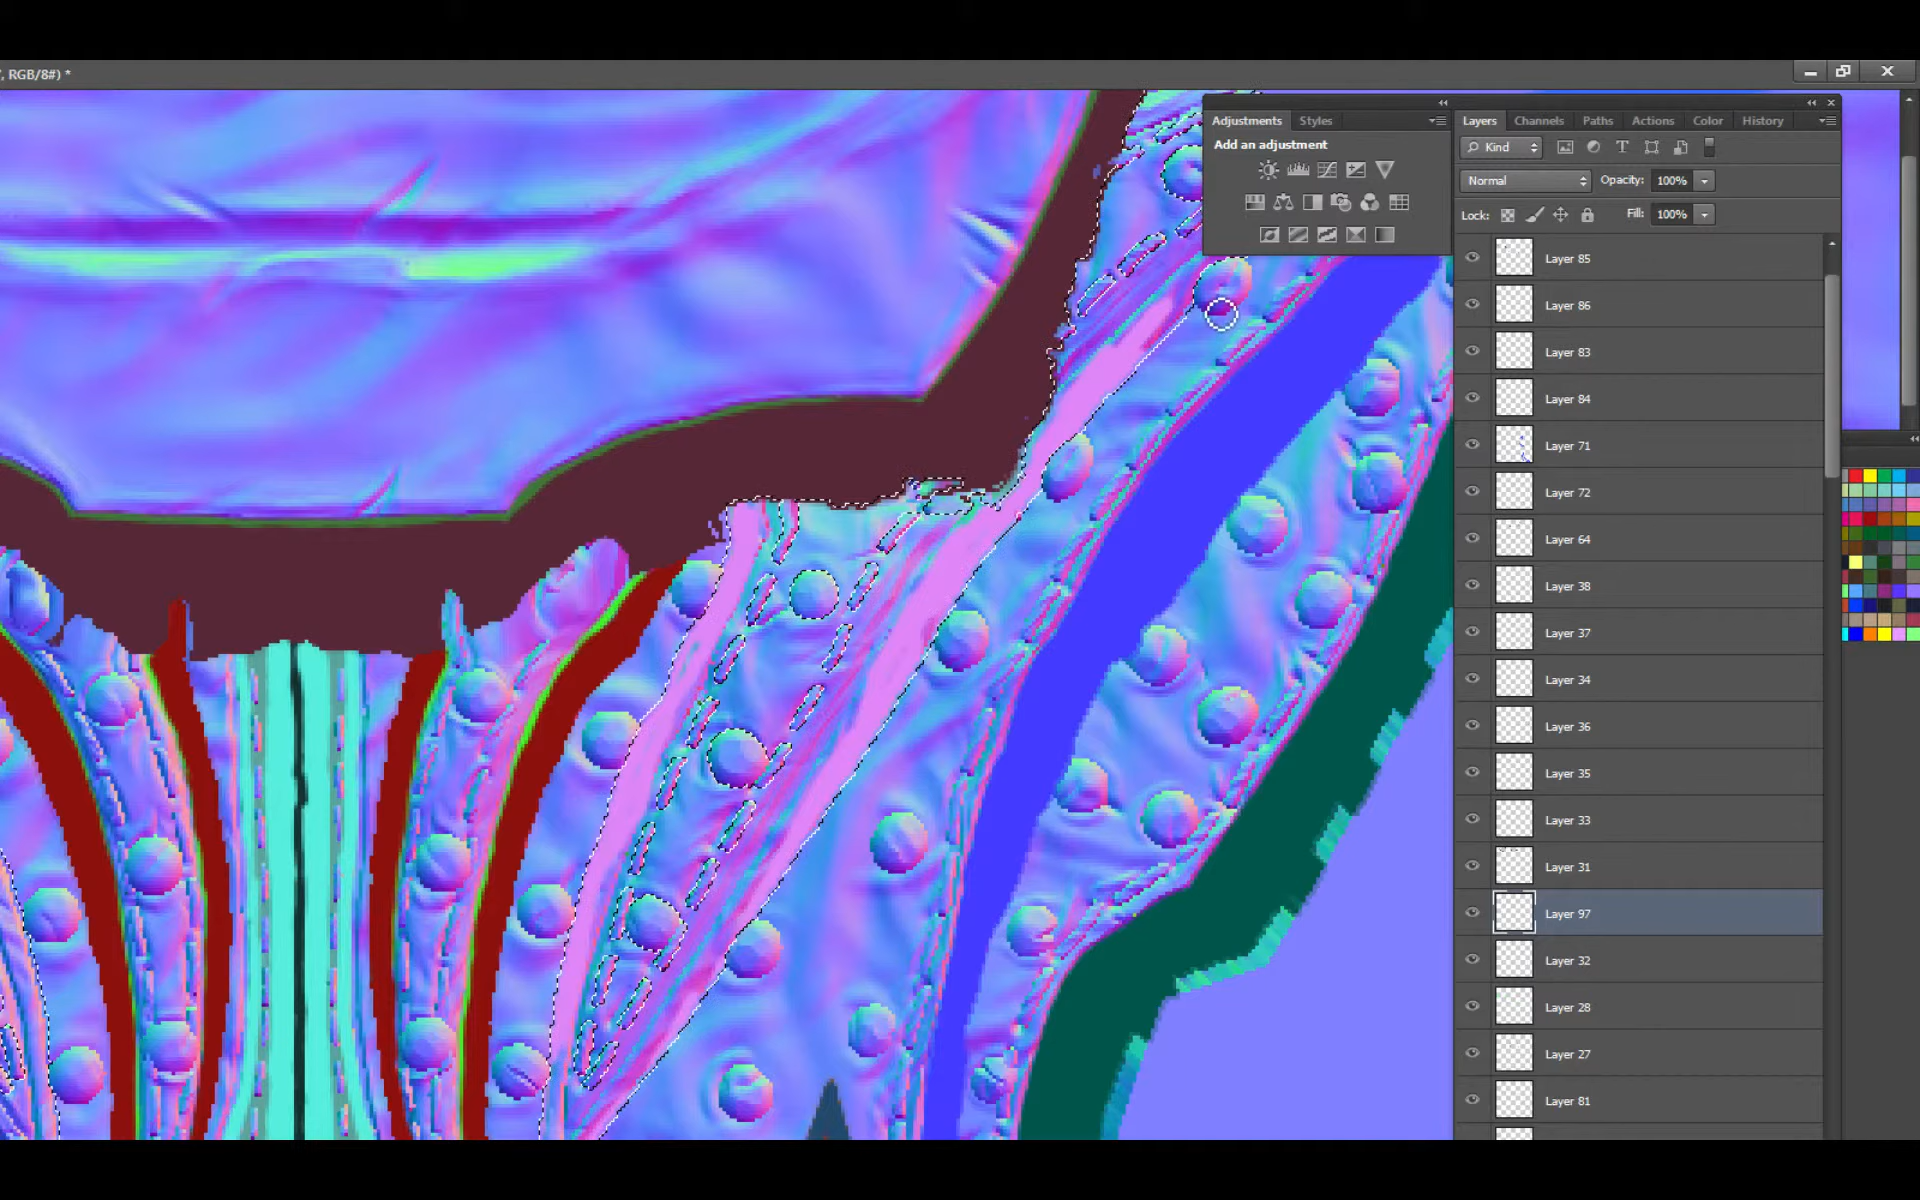 , RGB/8#) *
Adjustments Styles
Add an adjustment
Layers Channels Paths Actions Color History
Kind
Normal Opacity: 100%
Lock: Fill: 100%
Layer 85
Layer 86
Layer 83
Layer 84
Layer 71
Layer 72
Layer 64
Layer 38
Layer 37
Layer 34
Layer 36
Layer 35
Layer 33
Layer 31
Layer 97
Layer 32
Layer 28
Layer 27
Layer 81